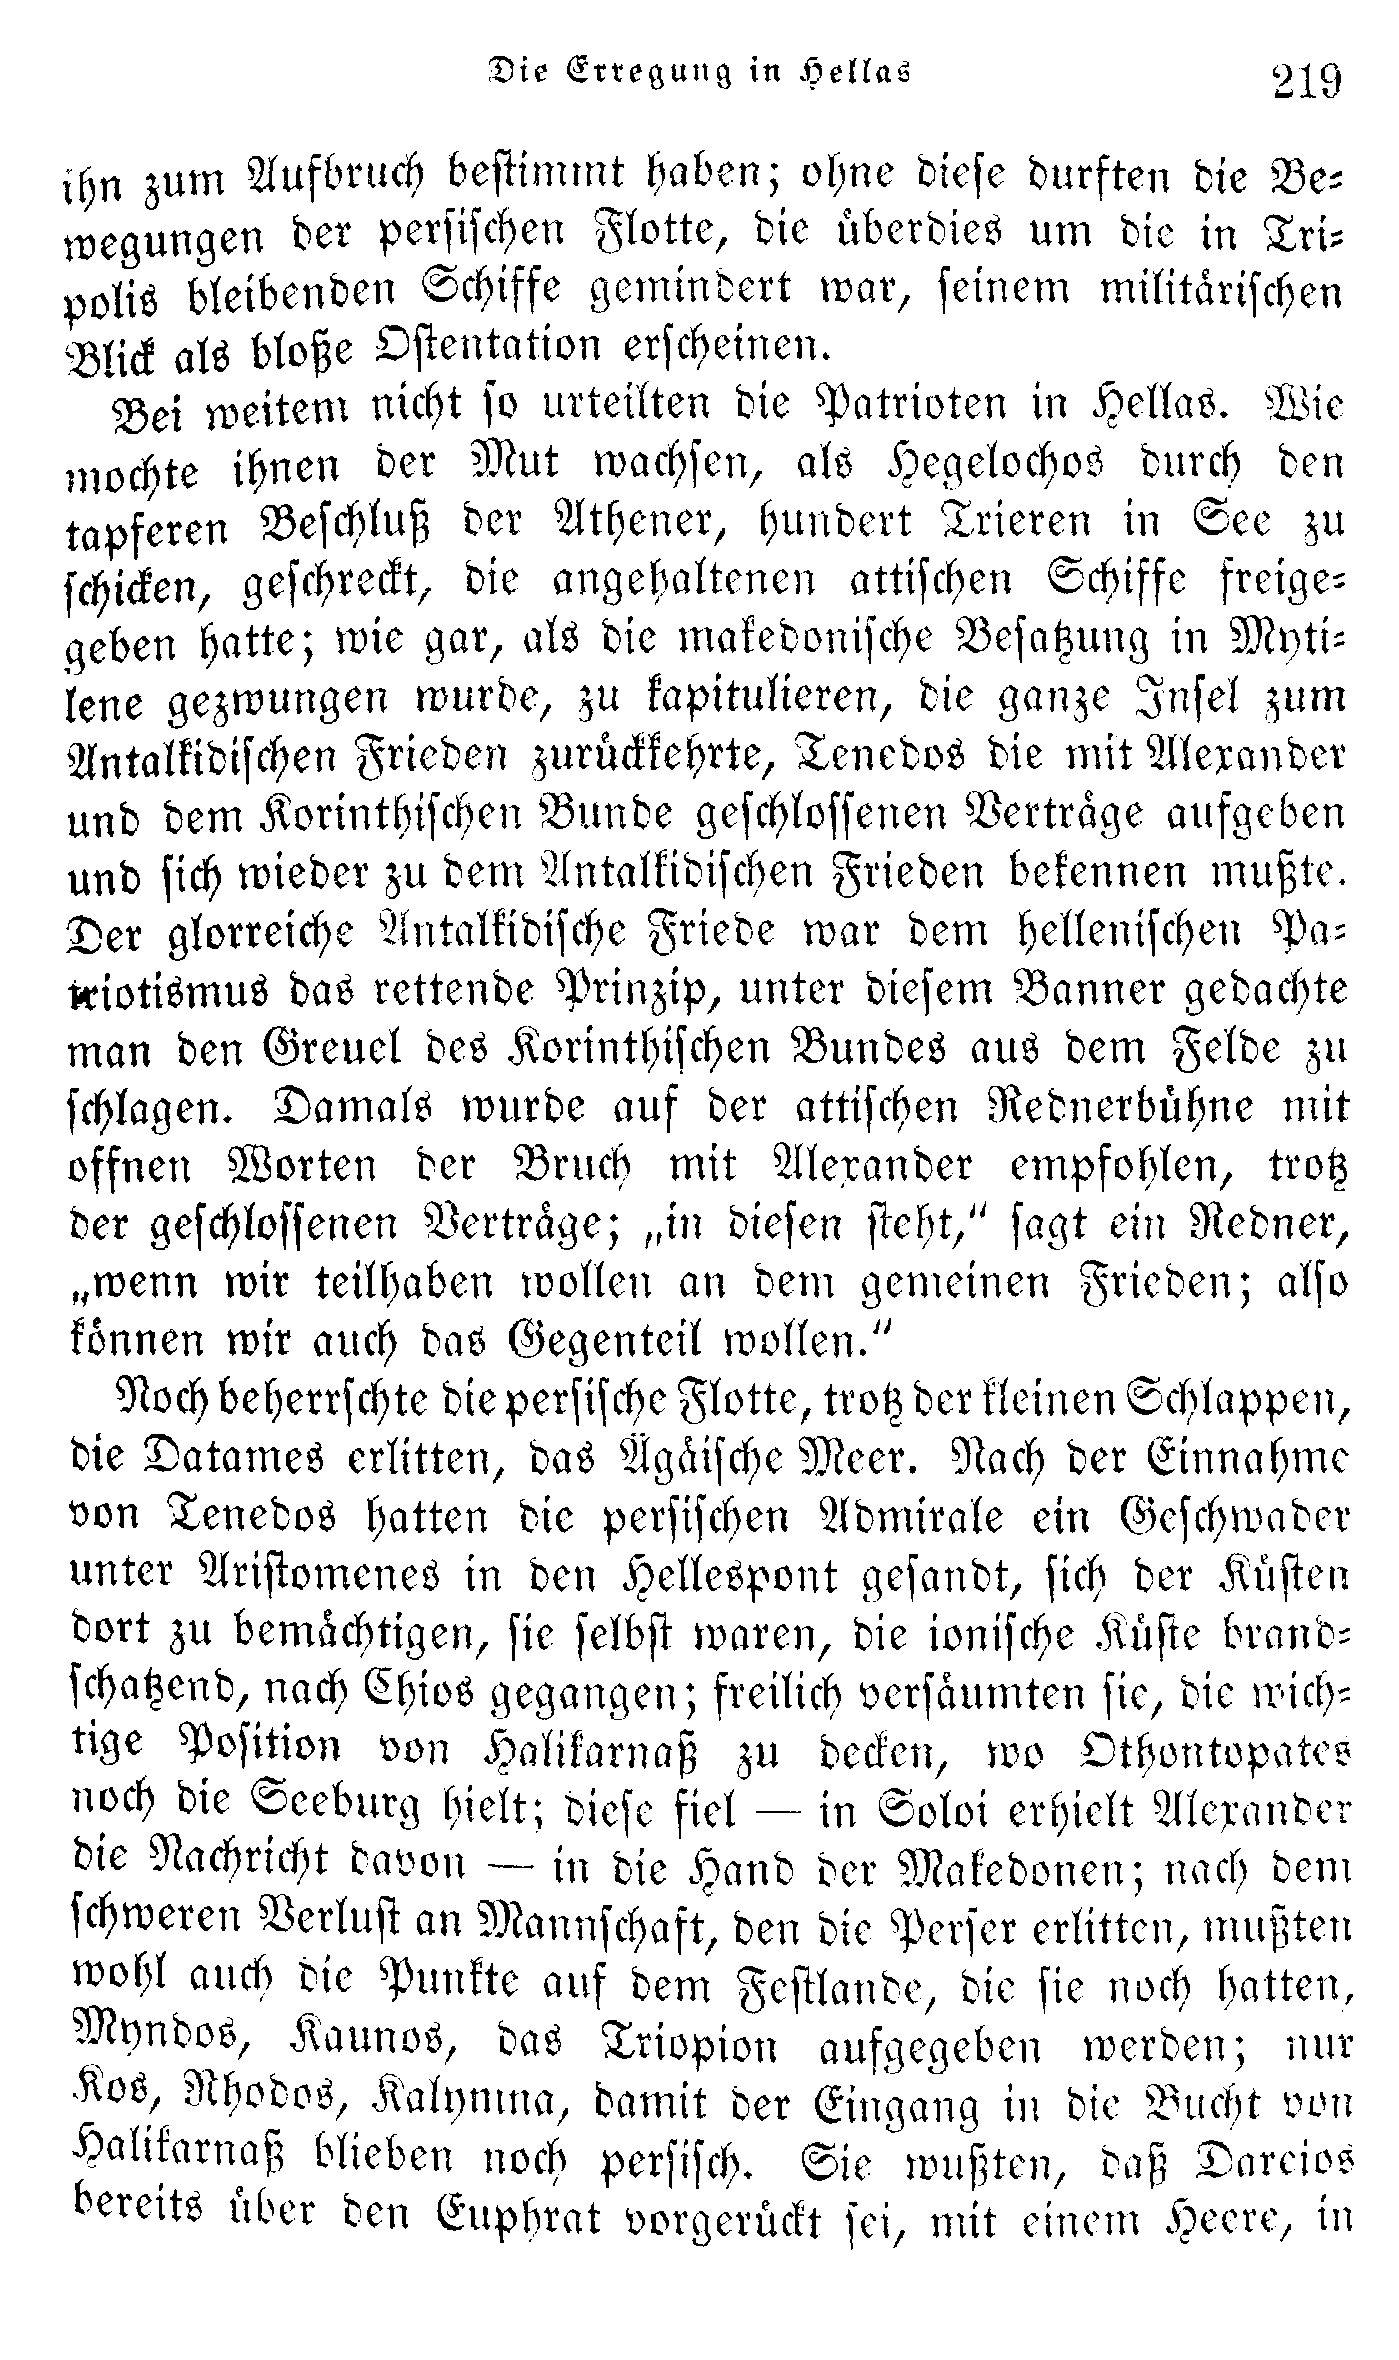 Die Erregung in Hellas 219
ihn zum Aufbruch bestimmt haben; ohne diese durften die Be-
wegungen der persischen Flotte, die überdies um die in Tri-
polis bleibenden Schiffe gemindert war, seinem militärischen
Blick als bloße Ostentation erscheinen.
Bei weitem nicht so urteilten die Patrioten in Hellas. Wie
mochte ihnen der Mut wachsen, als Hegelochos durch den
tapferen Beschluß der Athener, hundert Trieren in See zu
schicken, geschreckt, die angehaltenen attischen Schiffe freige-
geben hatte; wie gar, als die makedonische Besatzung in Myti-
lene gezwungen wurde, zu kapitulieren, die ganze Insel zum
Antalkidischen Frieden zurückkehrte, Tenedos die mit Alexander
und dem Korinthischen Bunde geschlossenen Verträge aufgeben
und sich wieder zu dem Antalkidischen Frieden bekennen mußte.
Der glorreiche Antalkidische Friede war dem hellenischen Pa-
triotismus das rettende Prinzip, unter diesem Banner gedachte
man den Greuel des Korinthischen Bundes aus dem Felde zu
schlagen. Damals wurde auf der attischen Rednerbühne mit
offnen Worten der Bruch mit Alexander empfohlen, trotz
der geschlossenen Verträge; „in diesen steht,“ sagt ein Redner,
„wenn wir teilhaben wollen an dem gemeinen Frieden; also
können wir auch das Gegenteil wollen.“
Noch beherrschte die persische Flotte, trotz der kleinen Schlappen,
die Datames erlitten, das Ägäische Meer. Nach der Einnahme
von Tenedos hatten die persischen Admirale ein Geschwader
unter Aristomenes in den Hellespont gesandt, sich der Küsten
dort zu bemächtigen, sie selbst waren, die ionische Küste brand-
schatzend, nach Chios gegangen; freilich versäumten sie, die wich-
tige Position von Halikarnaß zu decken, wo Othontopates
noch die Seeburg hielt; diese fiel — in Soloi erhielt Alexander
die Nachricht davon — in die Hand der Makedonen; nach dem
schweren Verlust an Mannschaft, den die Perser erlitten, mußten
wohl auch die Punkte auf dem Festlande, die sie noch hatten,
Myndos, Kaunos, das Triopion aufgegeben werden; nur
Kos, Rhodos, Kalymna, damit der Eingang in die Bucht von
Halikarnaß blieben noch persisch. Sie wußten, daß Dareios
bereits über den Euphrat vorgerückt sei, mit einem Heere, in